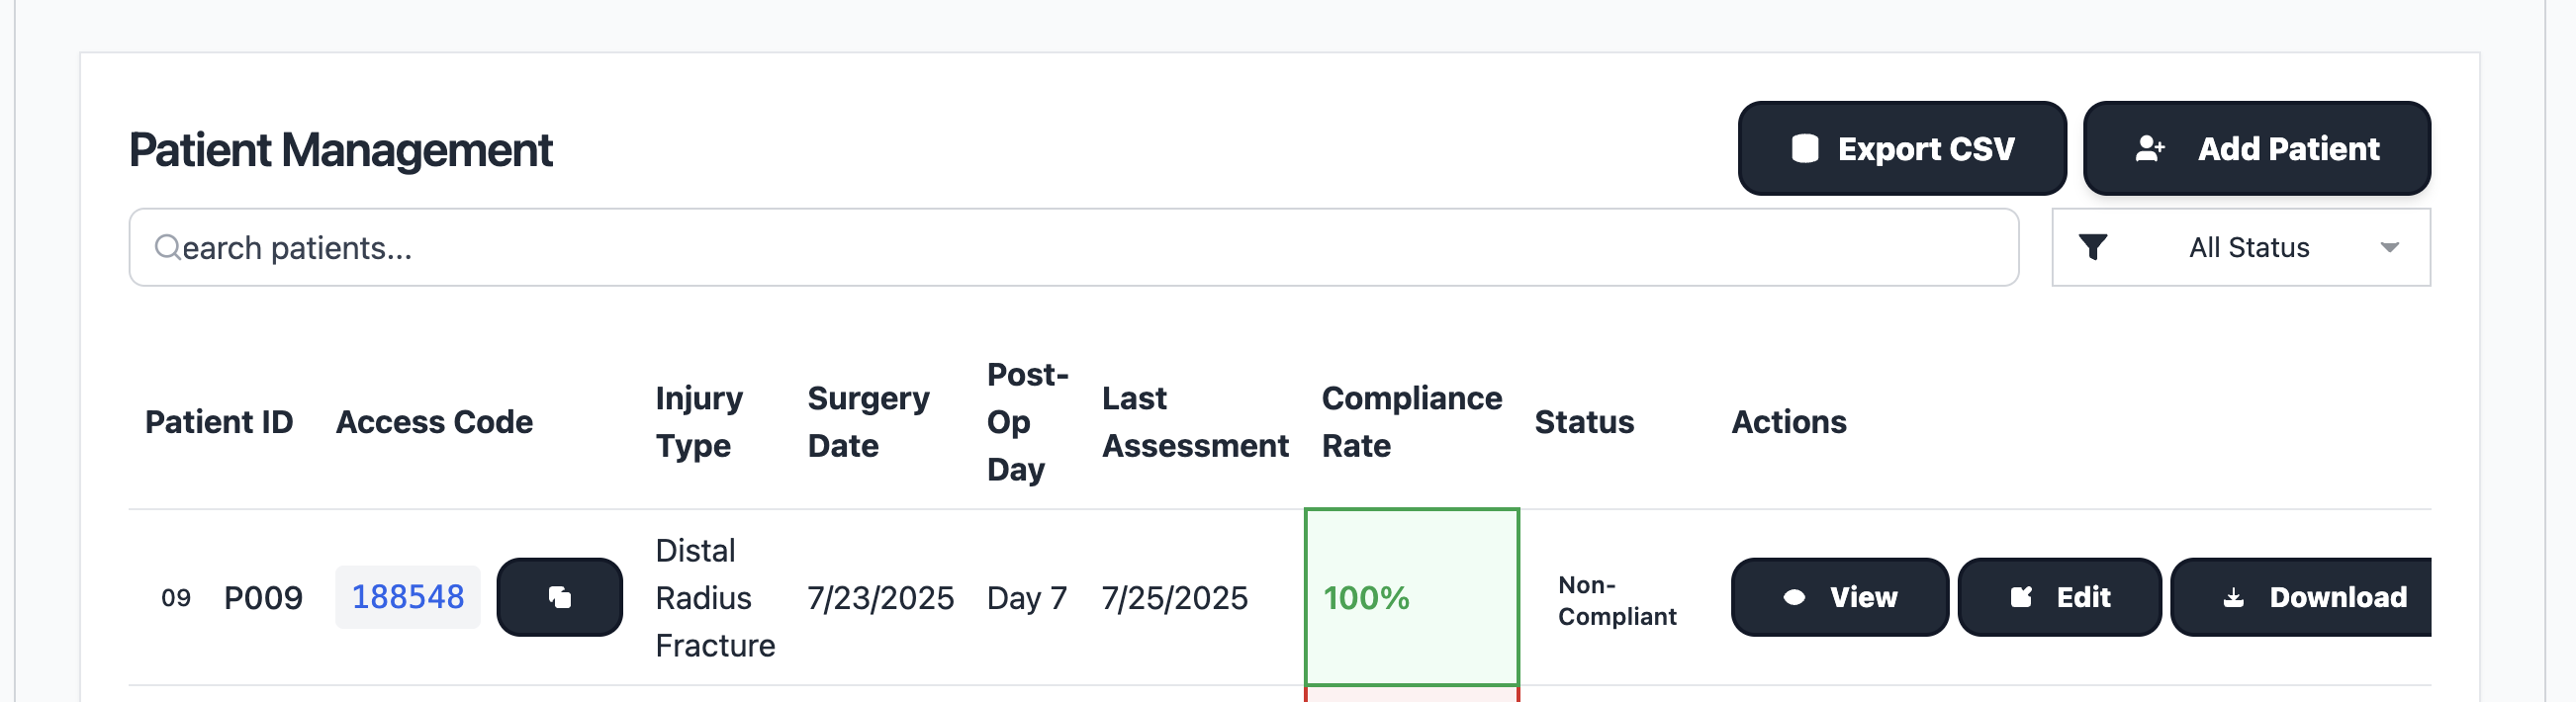 Patient Management
Export CSV
Add Patient
earch patients...
All Status
Patient ID
Access Code
Injury
Type
Surgery
Date
Post-
Op
Day
Last
Assessment
Compliance
Rate
Status
Actions
09
P009
188548
Distal
Radius
Fracture
7/23/2025
Day 7
7/25/2025
100%
Non-
Compliant
View
Edit
Download